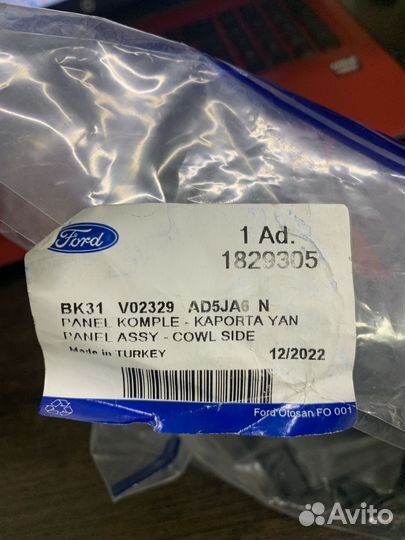 Ford
1 Ad.
1829305
BK31 V02329 AD5JA6 N
PANEL KOMPLE - KAPORTA YAN
PANEL ASSY - COWL SIDE
Made in TURKEY 12/2022
Ford Otosan FO 001
Avito